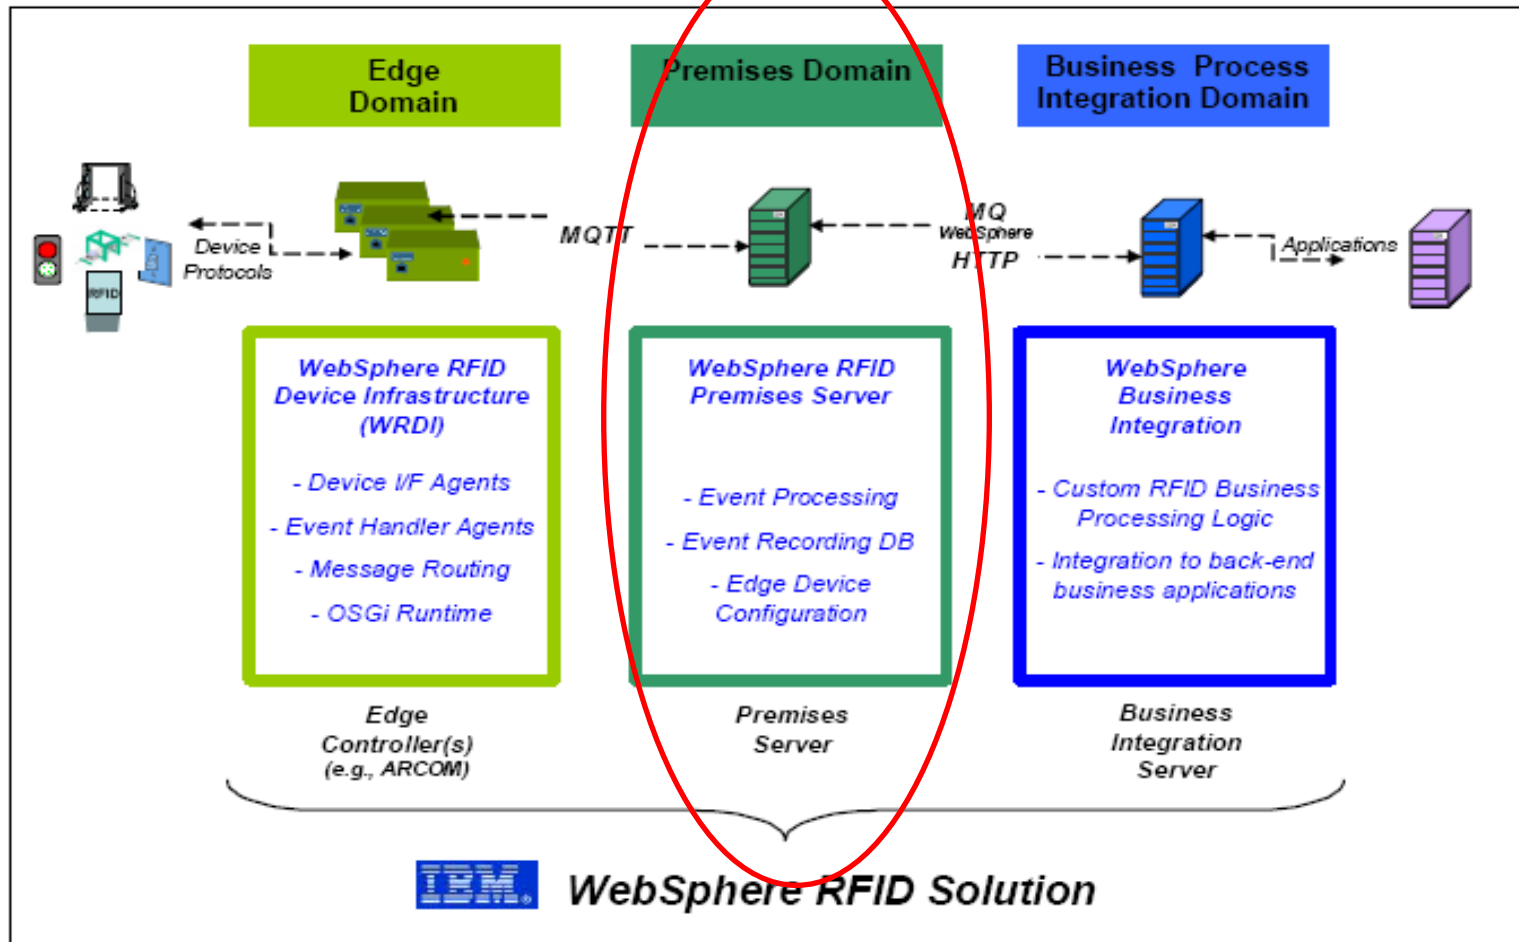 Edge
Domain
Premises Domain
Business Process
Integration Domain
Device
Protocols
RFID
MQTT
MQ
WebSphere
HTTP
Applications
WebSphere RFID
Device Infrastructure
(WRDI)
- Device I/F Agents
- Event Handler Agents
- Message Routing
- OSGi Runtime
WebSphere RFID
Premises Server
- Event Processing
- Event Recording DB
- Edge Device
Configuration
WebSphere
Business
Integration
- Custom RFID Business
Processing Logic
- Integration to back-end
business applications
Edge
Controller(s)
(e.g., ARCOM)
Premises
Server
Business
Integration
Server
IBM.
WebSphere RFID Solution